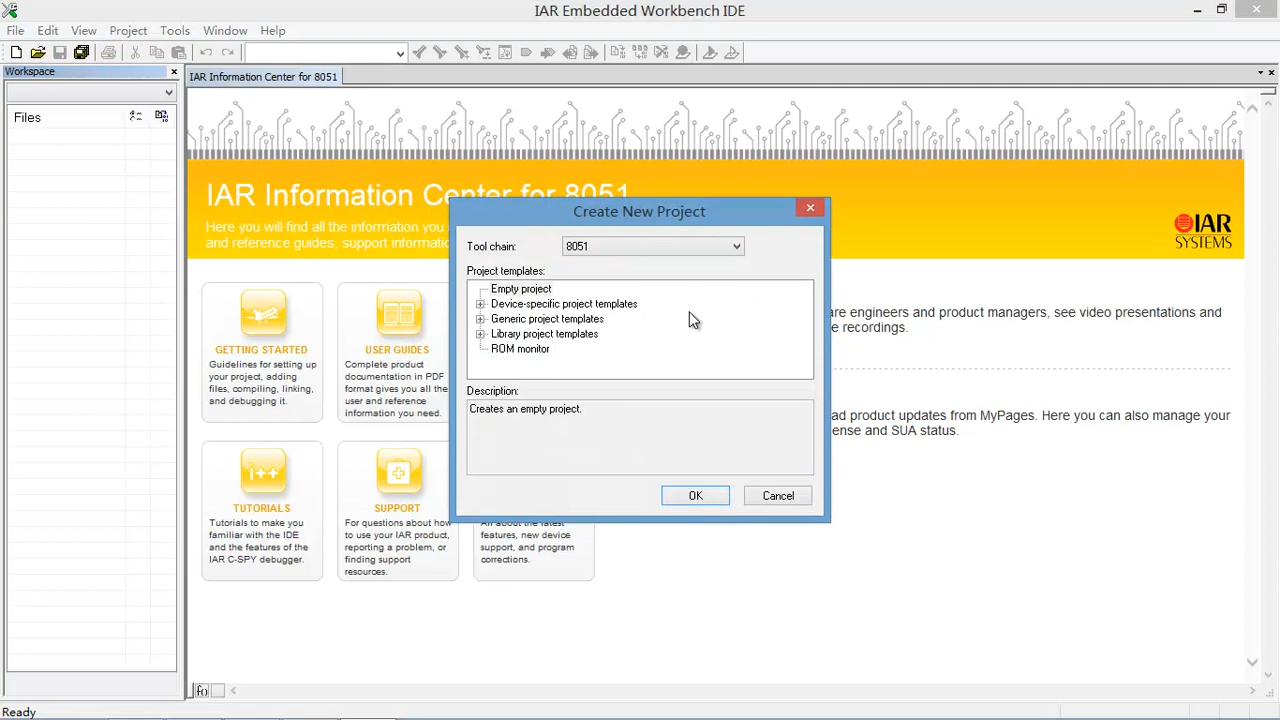 IAR Embedded Workbench IDE
File Edit View Project Tools Window Help
Workspace
IAR Information Center for 8051
Files
IAR Information Center for 8051
Here you will find all the information you
and reference guides, support informati
IAR
SYSTEMS
Create New Project
Tool chain: 8051
Project templates:
Empty project
Device-specific project templates
Generic project templates
Library project templates
ROM monitor
Description:
Creates an empty project.
OK Cancel
GETTING STARTED
Guidelines for setting up
your project, adding
files, compiling, linking,
and debugging it.
USER GUIDES
Complete product
documentation in PDF
format gives you all the
user and reference
information you need.
are engineers and product managers, see video presentations and
e recordings.
ad product updates from MyPages. Here you can also manage your
ense and SUA status.
i++
TUTORIALS
Tutorials to make you
familiar with the IDE
and the features of the
IAR C-SPY debugger.
SUPPORT
For questions about how
to use your IAR product,
reporting a problem, or
finding support
resources.
All about the latest
features, new device
support, and program
corrections.
f()
Ready